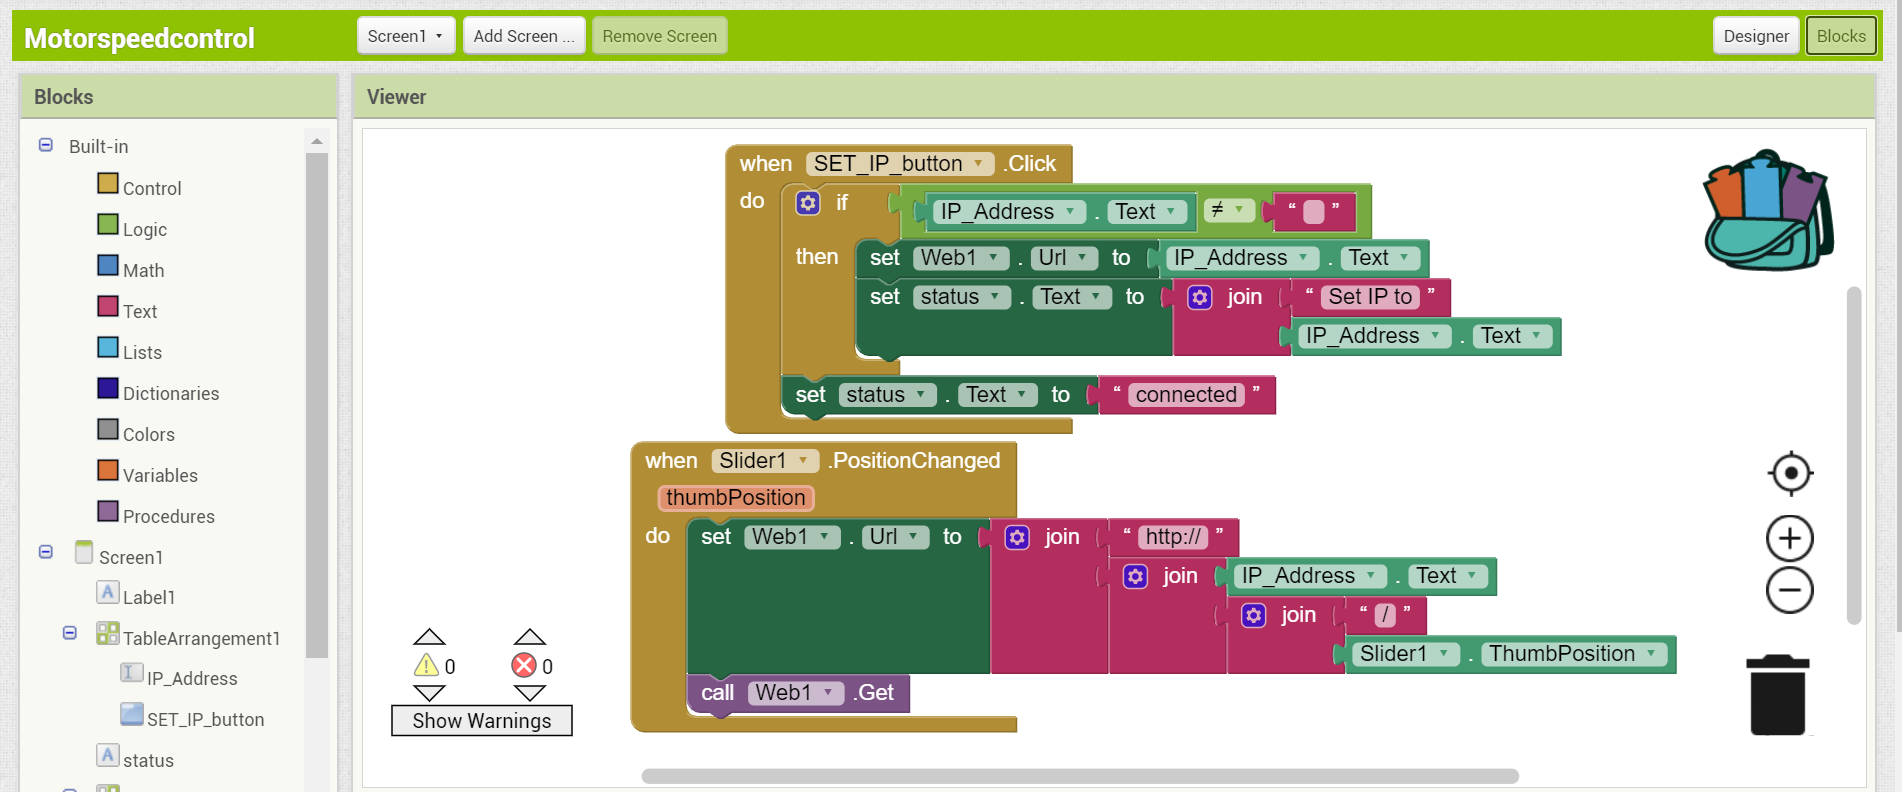 Motorspeedcontrol Screen1 Add Screen ... Remove Screen Designer Blocks
Blocks
Built-in
Control
Logic
Math
Text
Lists
Dictionaries
Colors
Variables
Procedures
Screen1
Label1
TableArrangement1
IP_Address
SET_IP_button
status
Viewer
when SET_IP_button .Click
do if IP_Address . Text ≠ “ ”
then set Web1 . Url to IP_Address . Text
set status . Text to join “ Set IP to ”
IP_Address . Text
set status . Text to “ connected ”
when Slider1 .PositionChanged
thumbPosition
do set Web1 . Url to join “ http:// ”
join IP_Address . Text
join “ / ”
Slider1 . ThumbPosition
call Web1 .Get
0 0
Show Warnings